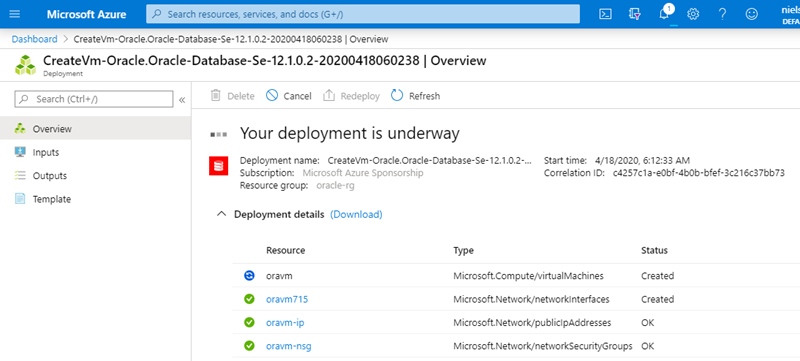 Microsoft Azure
Search resources, services, and docs (G+/)
1
niels
DEFA
Dashboard > CreateVm-Oracle.Oracle-Database-Se-12.1.0.2-20200418060238 | Overview
CreateVm-Oracle.Oracle-Database-Se-12.1.0.2-20200418060238 | Overview
Deployment
Search (Ctrl+/)
Delete Cancel Redeploy Refresh
Overview
Inputs
Outputs
Template
Your deployment is underway
Deployment name: CreateVm-Oracle.Oracle-Database-Se-12.1.0.2-...
Subscription: Microsoft Azure Sponsorship
Resource group: oracle-rg
Start time: 4/18/2020, 6:12:33 AM
Correlation ID: c4257c1a-e0bf-4b0b-bfef-3c216c37bb73
Deployment details (Download)
Resource Type Status
oravm Microsoft.Compute/virtualMachines Created
oravm715 Microsoft.Network/networkInterfaces Created
oravm-ip Microsoft.Network/publicIpAddresses OK
oravm-nsg Microsoft.Network/networkSecurityGroups OK